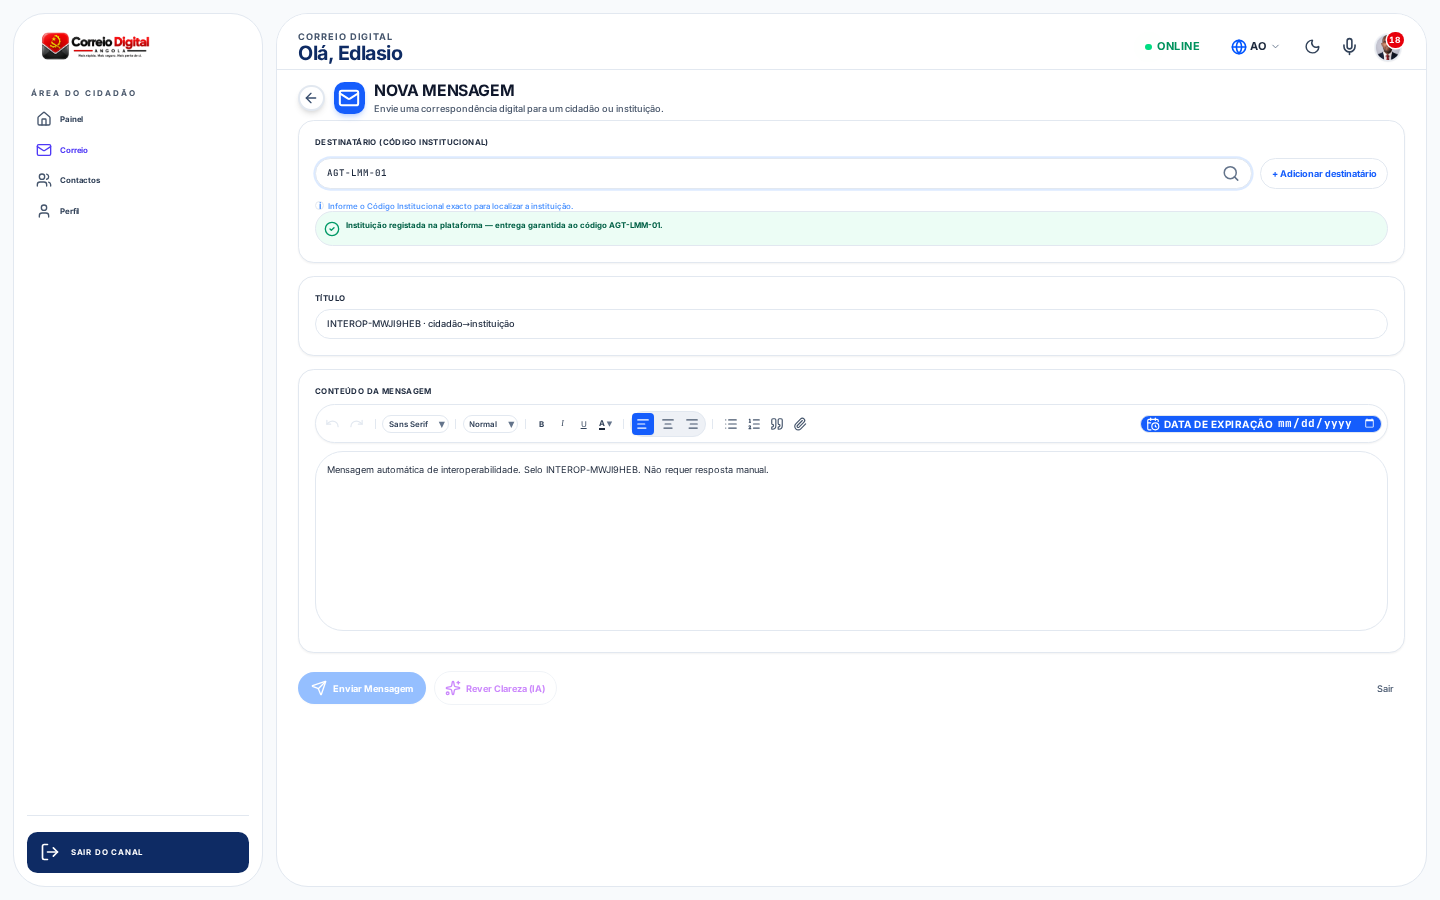 Correio Digital
ANGOLA
ÁREA DO CIDADÃO
Painel
Correio
Contactos
Perfil
SAIR DO CANAL
CORREIO DIGITAL
Olá, Edlasio
ONLINE
AO
18
NOVA MENSAGEM
Envie uma correspondência digital para um cidadão ou instituição.
DESTINATÁRIO (CÓDIGO INSTITUCIONAL)
AGT-LMM-01
+ Adicionar destinatário
Informe o Código Institucional exacto para localizar a instituição.
Instituição registada na plataforma — entrega garantida ao código AGT-LMM-01.
TÍTULO
INTEROP-MWJI9HEB · cidadão→instituição
CONTEÚDO DA MENSAGEM
Sans Serif
Normal
B
I
U
A
DATA DE EXPIRAÇÃO mm/dd/yyyy
Mensagem automática de interoperabilidade. Selo INTEROP-MWJI9HEB. Não requer resposta manual.
Enviar Mensagem
Rever Clareza (IA)
Sair